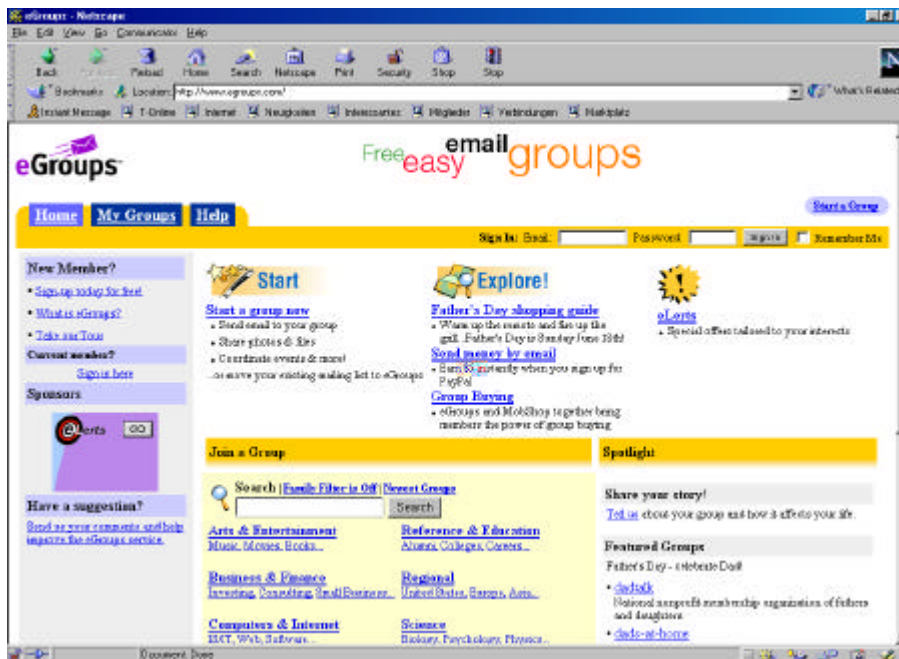 eGroups - Netscape
File Edit View Go Communicator Help
Back Reload Home Search Netscape Print Security Shop Stop
Bookmarks Location: http://www.egroups.com/ What's Related
Instant Message T-Online Internet Neuigkeiten Interessantes Mitglieder Verbindungen Marktplatz
eGroups
Free easy email groups
Start a Group
Home My Groups Help
Sign In: Email: Password: Sign In Remember Me
New Member?
• Sign-up today for free!
• What is eGroups?
• Take our Tour
Current member?
Sign in here
Sponsors
eLerts GO
Have a suggestion?
Send us your comments and help
improve the eGroups service.
Start
Start a group now
• Send email to your group
• Share photos & files
• Coordinate events & more!
...or move your existing mailing list to eGroups
Explore!
Father's Day shopping guide
• Warm up the remote and fire up the
grill. Father's Day is Sunday June 18th!
Send money by email
• Earn $5 instantly when you sign up for
PayPal
Group Buying
• eGroups and MobShop together bring
members the power of group buying
eLerts
• Special offers tailored to your interests
Join a Group
Search | Family Filter is Off | Newest Groups
Search
Arts & Entertainment
Music, Movies, Books...
Reference & Education
Alumni, Colleges, Careers...
Business & Finance
Investing, Consulting, Small Business...
Regional
United States, Europe, Asia...
Computers & Internet
Web, Software...
Science
Biology, Psychology, Physics...
Spotlight
Share your story!
Tell us about your group and how it affects your life.
Featured Groups
Father's Day - celebrate Dad!
• dadtalk
National nonprofit membership organization of fathers
and daughters
• dads-at-home
Document: Done